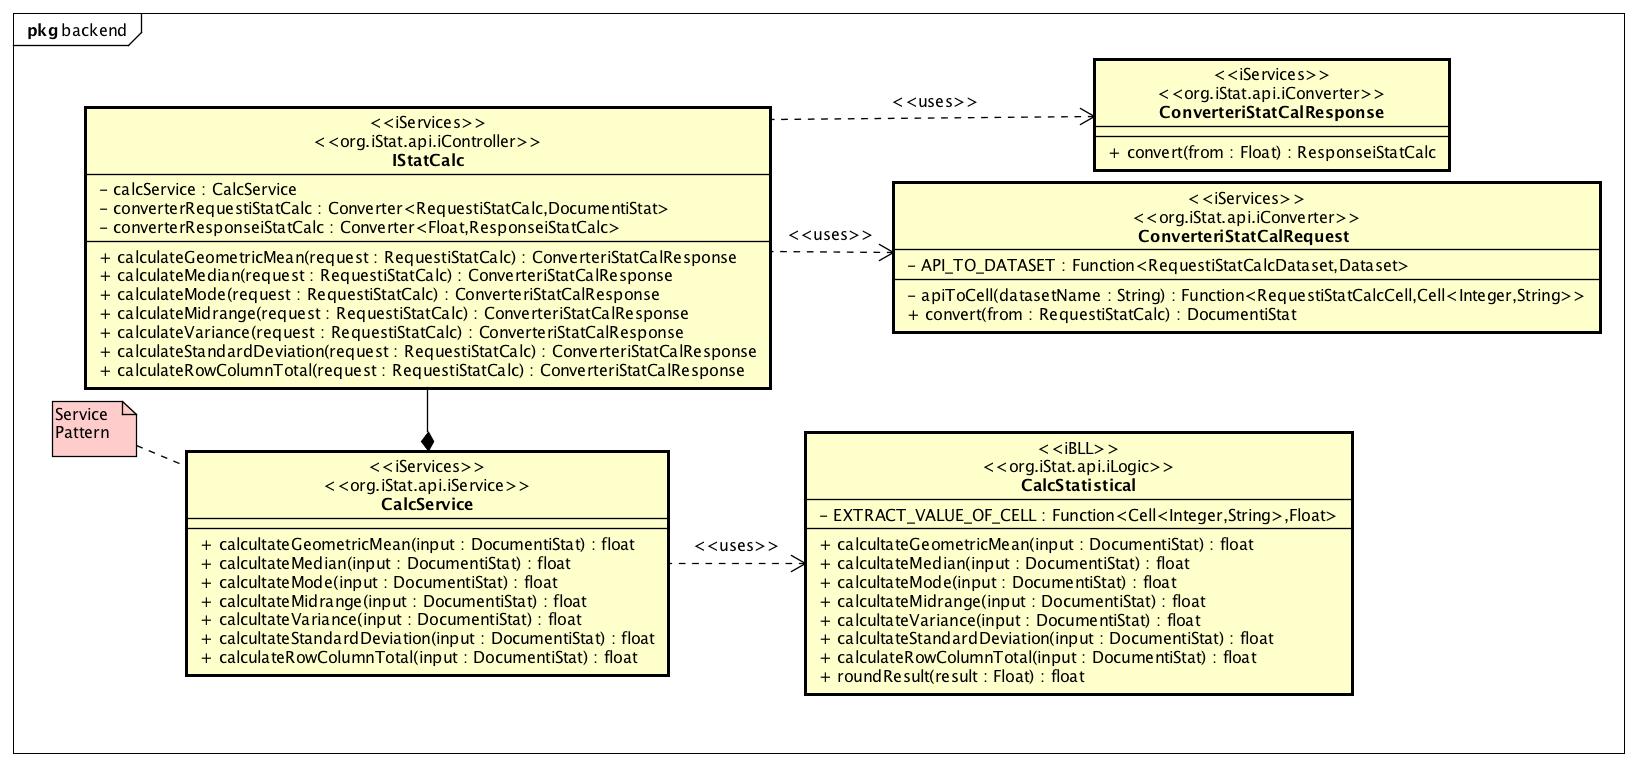 pkg backend
<<iServices>>
<<org.iStat.api.iController>>
IStatCalc
- calcService : CalcService
- converterRequestiStatCalc : Converter<RequestiStatCalc,DocumentiStat>
- converterResponseiStatCalc : Converter<Float,ResponseiStatCalc>
+ calculateGeometricMean(request : RequestiStatCalc) : ConverteriStatCalResponse
+ calculateMedian(request : RequestiStatCalc) : ConverteriStatCalResponse
+ calculateMode(request : RequestiStatCalc) : ConverteriStatCalResponse
+ calculateMidrange(request : RequestiStatCalc) : ConverteriStatCalResponse
+ calculateVariance(request : RequestiStatCalc) : ConverteriStatCalResponse
+ calculateStandardDeviation(request : RequestiStatCalc) : ConverteriStatCalResponse
+ calculateRowColumnTotal(request : RequestiStatCalc) : ConverteriStatCalResponse
<<uses>>
<<iServices>>
<<org.iStat.api.iConverter>>
ConverteriStatCalResponse
+ convert(from : Float) : ResponseiStatCalc
<<uses>>
<<iServices>>
<<org.iStat.api.iConverter>>
ConverteriStatCalRequest
- API_TO_DATASET : Function<RequestiStatCalcDataset,Dataset>
- apiToCell(datasetName : String) : Function<RequestiStatCalcCell,Cell<Integer,String>>
+ convert(from : RequestiStatCalc) : DocumentiStat
Service
Pattern
<<iServices>>
<<org.iStat.api.iService>>
CalcService
+ calcultateGeometricMean(input : DocumentiStat) : float
+ calcultateMedian(input : DocumentiStat) : float
+ calcultateMode(input : DocumentiStat) : float
+ calcultateMidrange(input : DocumentiStat) : float
+ calcultateVariance(input : DocumentiStat) : float
+ calcultateStandardDeviation(input : DocumentiStat) : float
+ calculateRowColumnTotal(input : DocumentiStat) : float
<<uses>>
<<iBLL>>
<<org.iStat.api.iLogic>>
CalcStatistical
- EXTRACT_VALUE_OF_CELL : Function<Cell<Integer,String>,Float>
+ calcultateGeometricMean(input : DocumentiStat) : float
+ calcultateMedian(input : DocumentiStat) : float
+ calcultateMode(input : DocumentiStat) : float
+ calcultateMidrange(input : DocumentiStat) : float
+ calcultateVariance(input : DocumentiStat) : float
+ calcultateStandardDeviation(input : DocumentiStat) : float
+ calculateRowColumnTotal(input : DocumentiStat) : float
+ roundResult(result : Float) : float